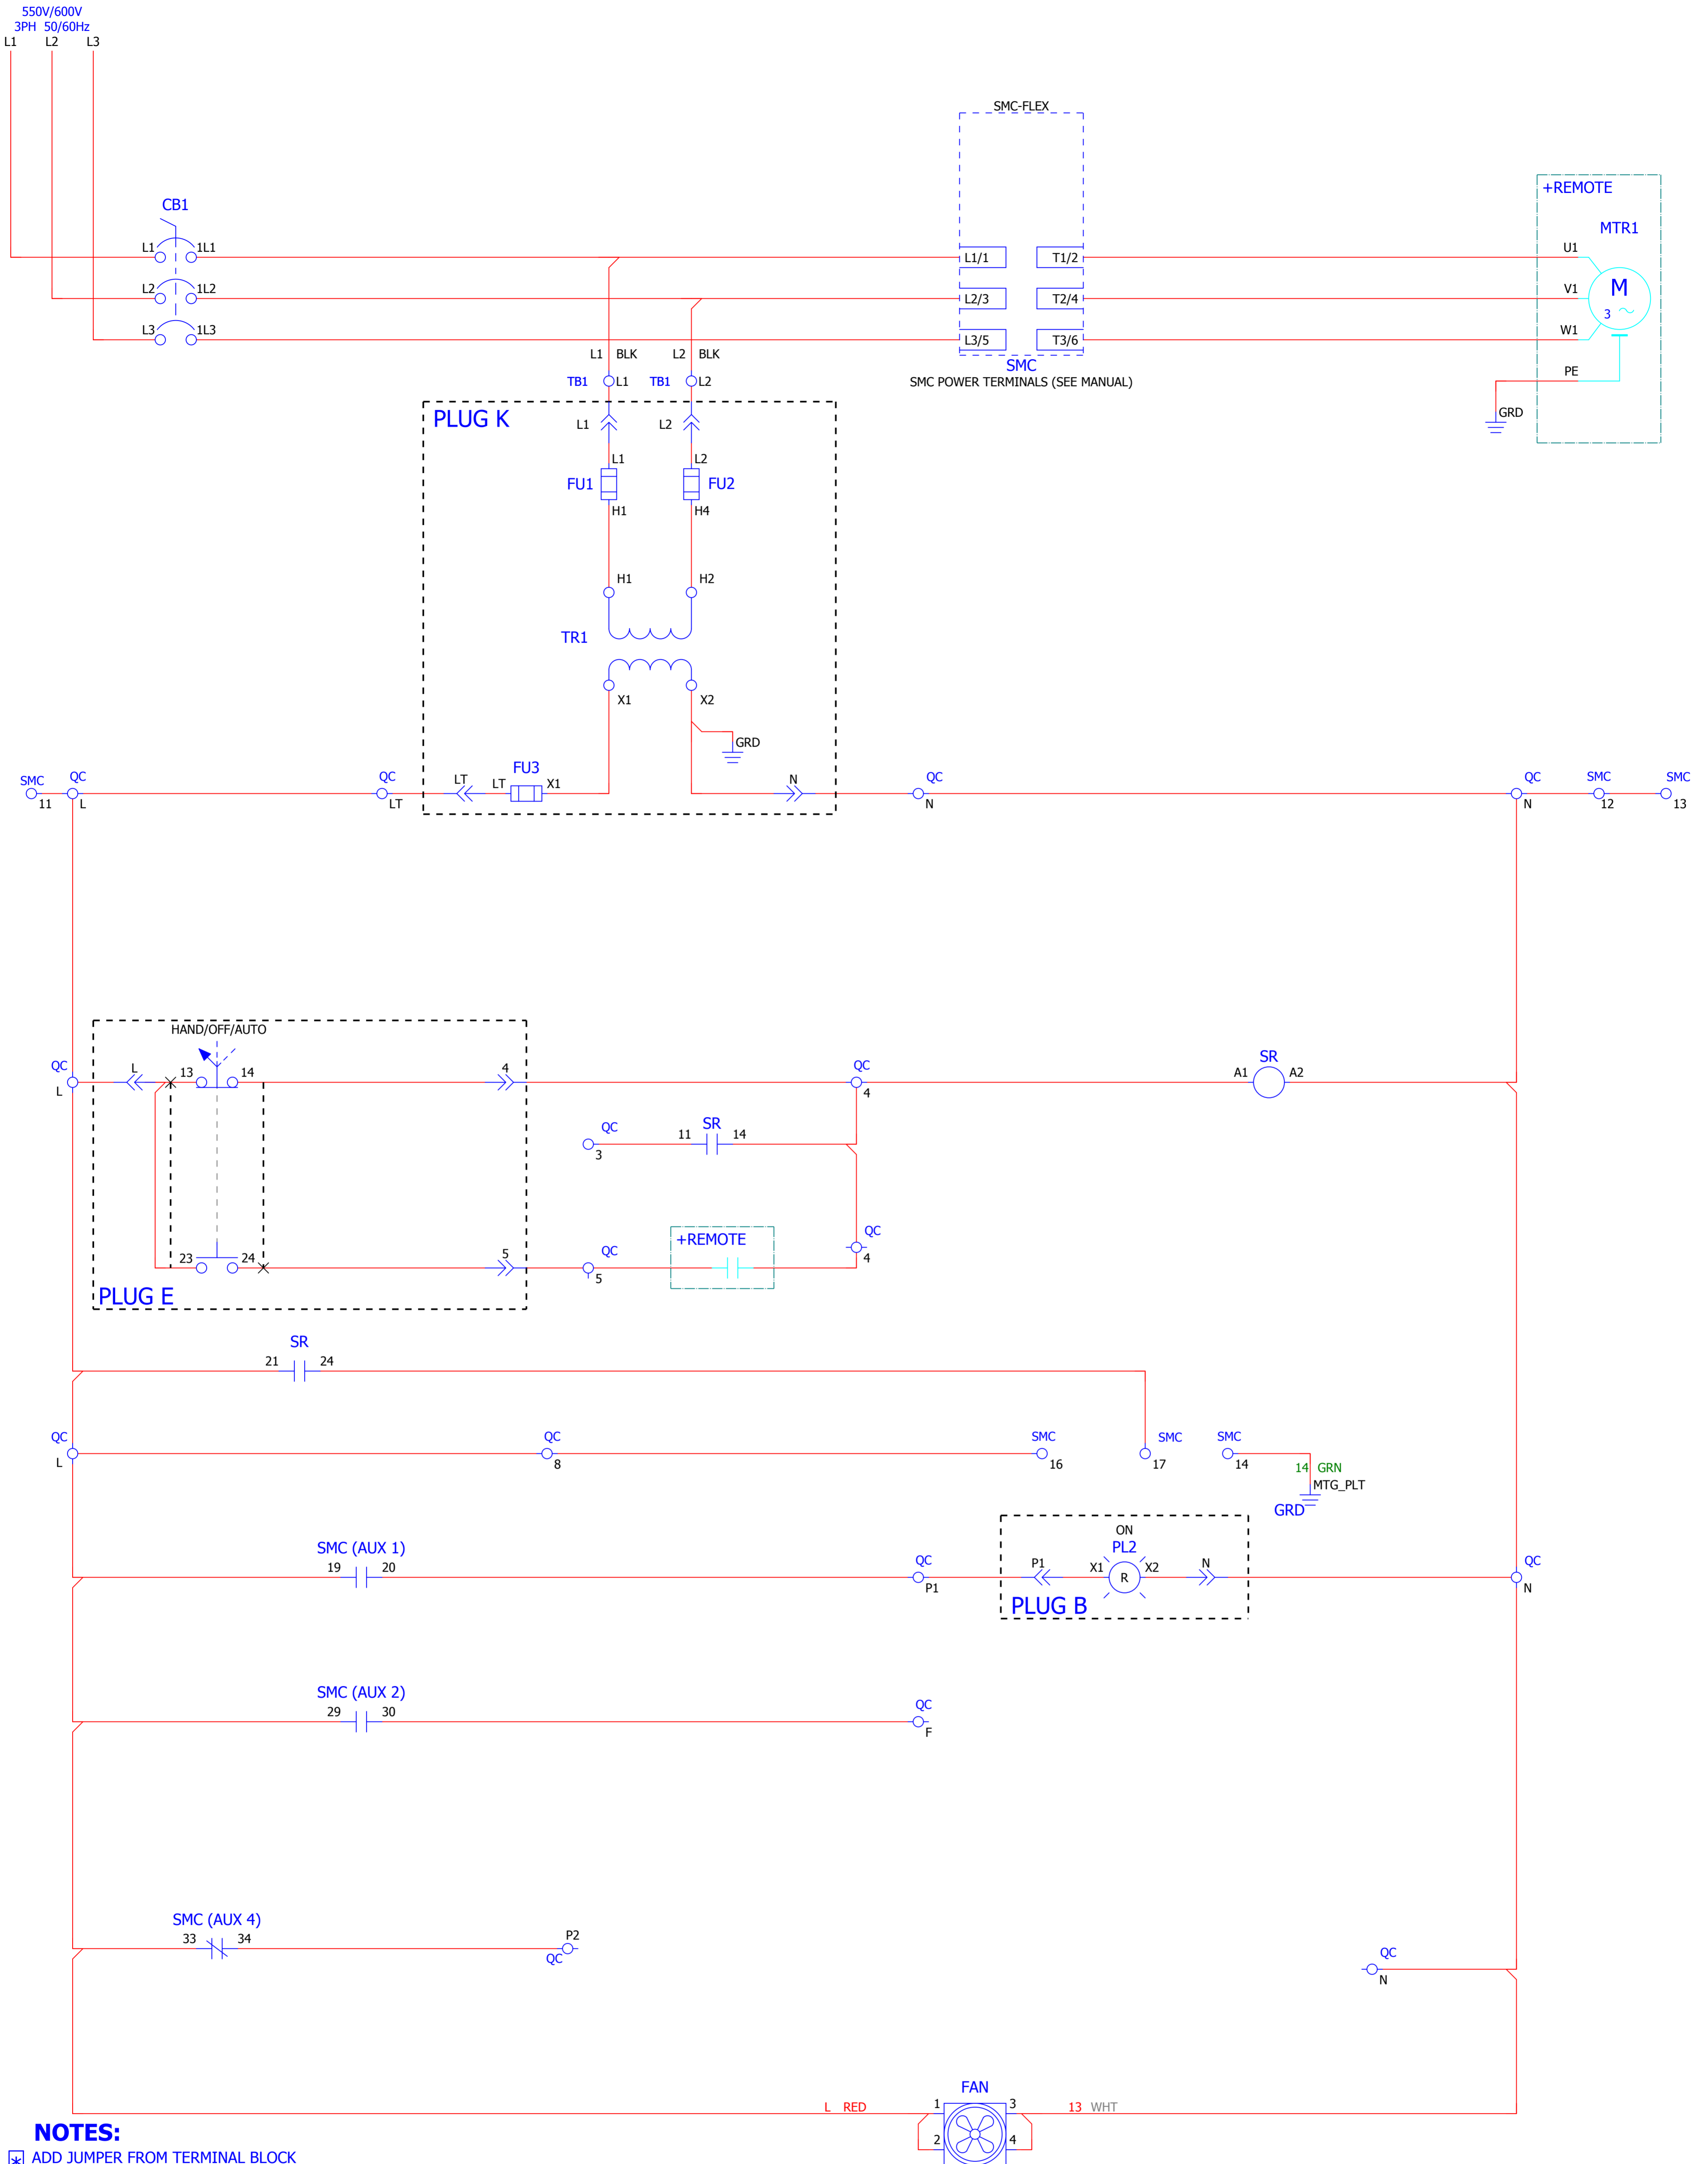 550V/600V
3PH 50/60Hz
L1 L2 L3
SMC-FLEX
+REMOTE
CB1
MTR1
L1 1L1
L1/1 T1/2
U1
L2 1L2
L2/3 T2/4
V1
M
3
L3 1L3
L3/5 T3/6
W1
L1 BLK L2 BLK
SMC
SMC POWER TERMINALS (SEE MANUAL)
PE
TB1 L1 TB1 L2
GRD
PLUG K
L1 L2
L1 L2
FU1 FU2
H1 H4
H1 H2
TR1
X1 X2
GRD
SMC QC QC LT LT FU3 X1 N QC QC SMC SMC
11 L LT N N 12 13
HAND/OFF/AUTO
QC L 13 14 4 QC SR
L 4 A1 A2
QC 11 SR 14
3
QC
+REMOTE
4
23 24 5 QC
5
PLUG E
SR
21 24
QC QC SMC SMC SMC
L 8 16 17 14
14 GRN
MTG_PLT
GRD
ON
SMC (AUX 1) PL2
19 20 QC P1 X1 X2 N QC
P1 R N
PLUG B
SMC (AUX 2)
29 30 QC
F
SMC (AUX 4)
33 34 P2
QC
QC
N
FAN
L RED 1 3 13 WHT
2 4
NOTES:
* ADD JUMPER FROM TERMINAL BLOCK